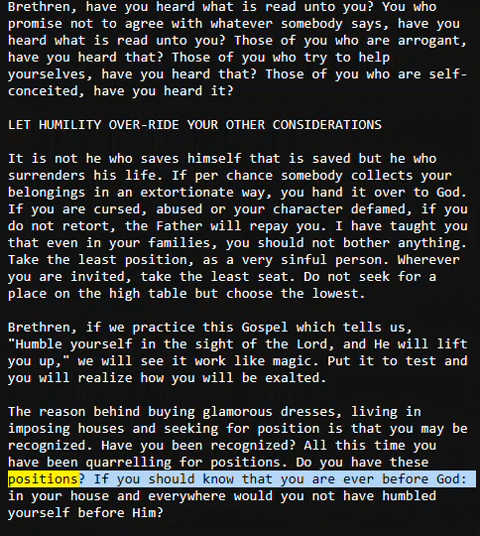 Brethren, have you heard what is read unto you? You who
promise not to agree with whatever somebody says, have you
heard what is read unto you? Those of you who are arrogant,
have you heard that? Those of you who try to help
yourselves, have you heard that? Those of you who are self-
conceited, have you heard it?
LET HUMILITY OVER-RIDE YOUR OTHER CONSIDERATIONS
It is not he who saves himself that is saved but he who
surrenders his life. If per chance somebody collects your
belongings in an extortionate way, you hand it over to God.
If you are cursed, abused or your character defamed, if you
do not retort, the Father will repay you. I have taught you
that even in your families, you should not bother anything.
Take the least position, as a very sinful person. Wherever
you are invited, take the least seat. Do not seek for a
place on the high table but choose the lowest.
Brethren, if we practice this Gospel which tells us,
"Humble yourself in the sight of the Lord, and He will lift
you up," we will see it work like magic. Put it to test and
you will realize how you will be exalted.
The reason behind buying glamorous dresses, living in
imposing houses and seeking for position is that you may be
recognized. Have you been recognized? All this time you
have been quarrelling for positions. Do you have these
positions? If you should know that you are ever before God:
in your house and everywhere would you not have humbled
yourself before Him?